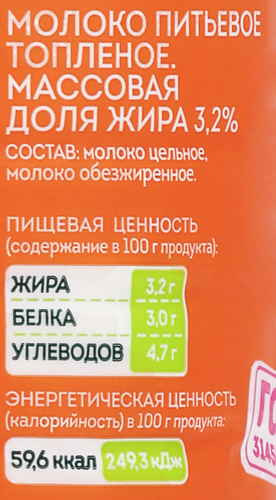 МОЛОКО ПИТЬЕВОЕ
ТОПЛЕНОЕ.
МАССОВАЯ
ДОЛЯ ЖИРА 3,2%
СОСТАВ: МОЛОКО ЦЕЛЬНОЕ,
МОЛОКО ОБЕЗЖИРЕННОЕ.
ПИЩЕВАЯ ЦЕННОСТЬ
(содержание в 100 г продукта):
ЖИРА 3,2 г
БЕЛКА 3,0 г
УГЛЕВОДОВ 4,7 г
ЭНЕРГЕТИЧЕСКАЯ ЦЕННОСТЬ
(калорийность) в 100 г продукта:
59,6 ккал 249,3 кДж
3145